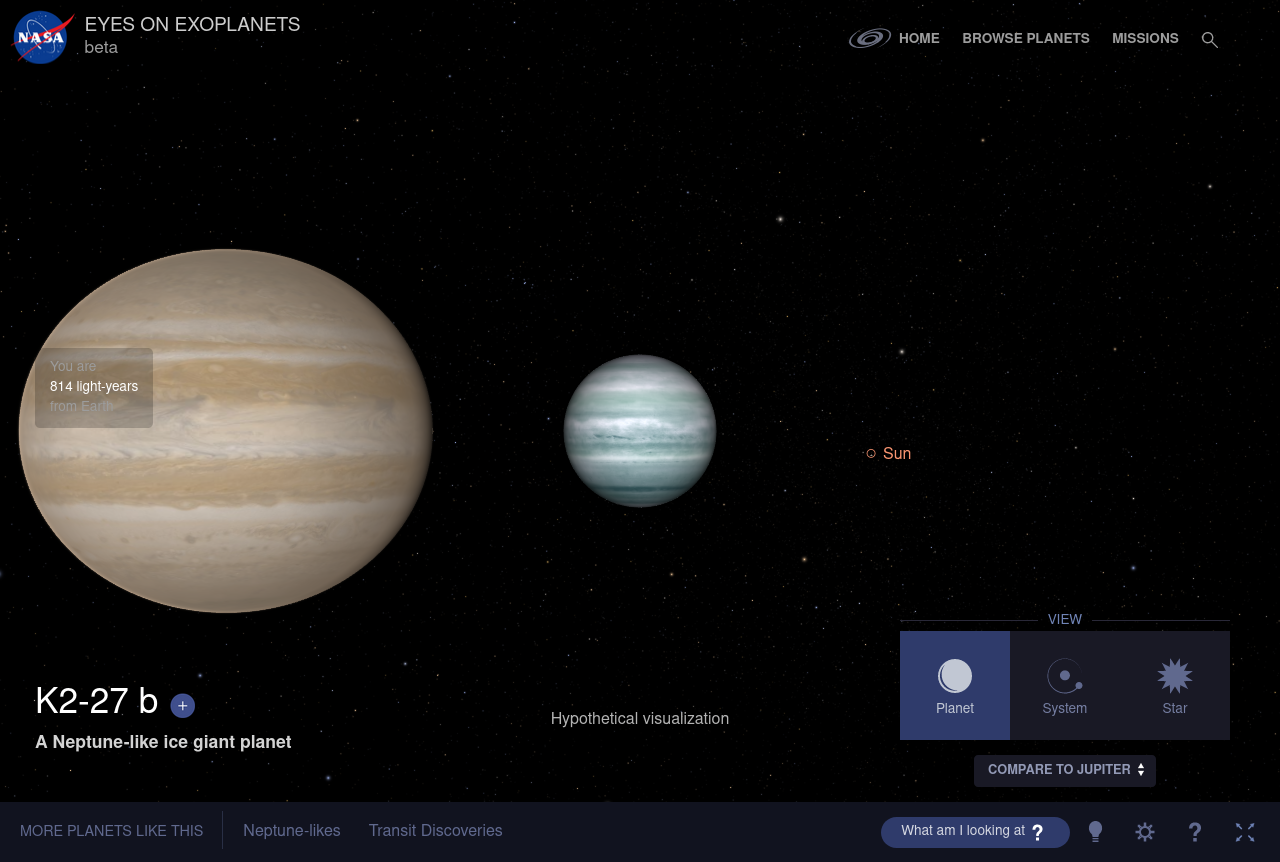 NASA
EYES ON EXOPLANETS
beta
HOME
BROWSE PLANETS
MISSIONS
You are
814 light-years
from Earth
Sun
VIEW
Planet
System
Star
K2-27 b +
A Neptune-like ice giant planet
Hypothetical visualization
COMPARE TO JUPITER
MORE PLANETS LIKE THIS
Neptune-likes
Transit Discoveries
What am I looking at ?
?